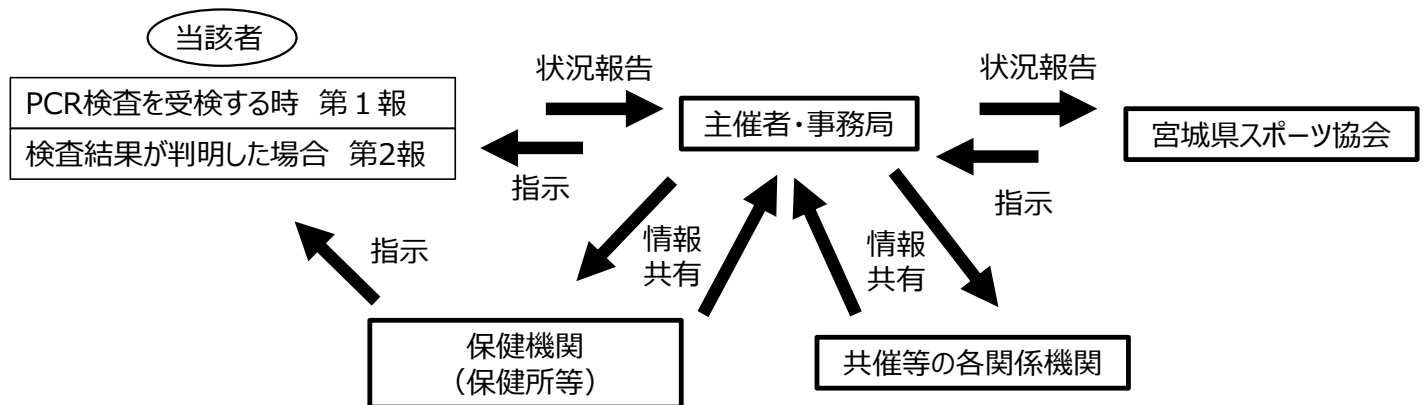 当該者
PCR検査を受検する時 第１報
検査結果が判明した場合 第2報
状況報告
指示
主催者・事務局
状況報告
指示
宮城県スポーツ協会
指示
情報
共有
情報
共有
保健機関
（保健所等）
共催等の各関係機関